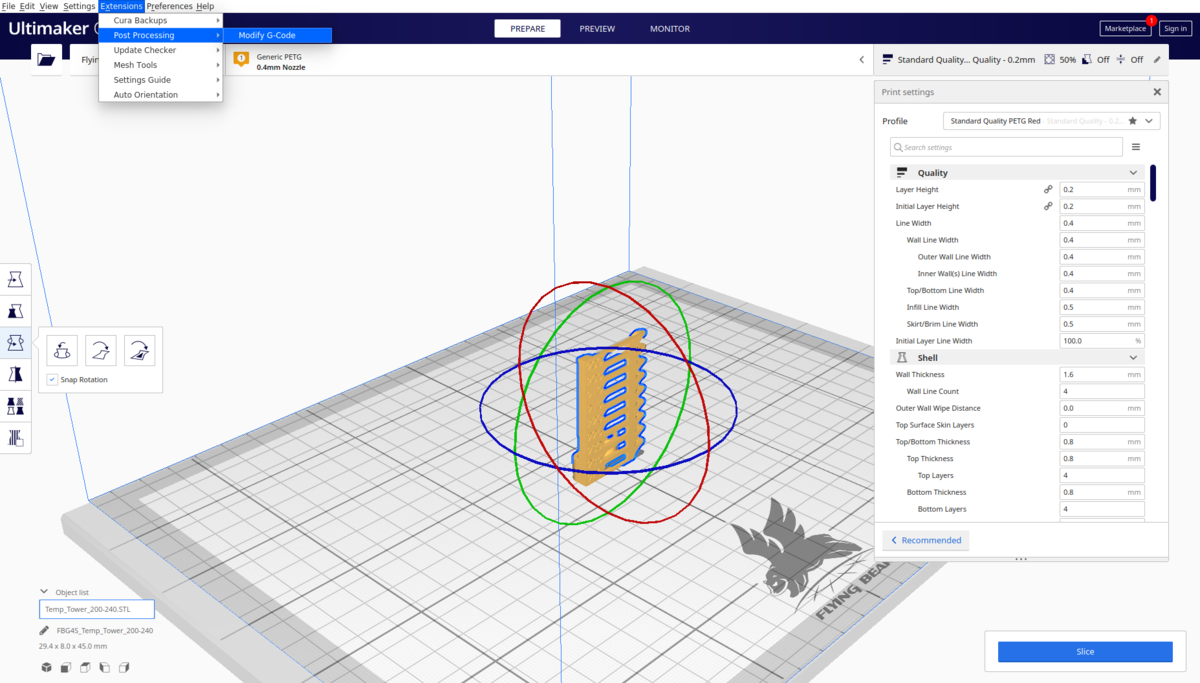 File Edit View Settings Extensions Preferences Help
Ultimaker
PREPARE PREVIEW MONITOR
Marketplace 1 Sign in
Cura Backups
Post Processing
Modify G-Code
Update Checker
Mesh Tools
Settings Guide
Auto Orientation
Generic PETG
0.4mm Nozzle
Standard Quality... Quality - 0.2mm 50% Off Off
Print settings
Profile Standard Quality PETG Red Standard Quality - 0.2...
Search settings
Quality
Layer Height 0.2 mm
Initial Layer Height 0.2 mm
Line Width 0.4 mm
Wall Line Width 0.4 mm
Outer Wall Line Width 0.4 mm
Inner Wall(s) Line Width 0.4 mm
Top/Bottom Line Width 0.4 mm
Infill Line Width 0.5 mm
Skirt/Brim Line Width 0.5 mm
Initial Layer Line Width 100.0 %
Shell
Wall Thickness 1.6 mm
Wall Line Count 4
Outer Wall Wipe Distance 0.0 mm
Top Surface Skin Layers 0
Top/Bottom Thickness 0.8 mm
Top Thickness 0.8 mm
Top Layers 4
Bottom Thickness 0.8 mm
Bottom Layers 4
Recommended
Snap Rotation
FLYING
Object list
Temp_Tower_200-240.STL
FBG4S_Temp_Tower_200-240
29.4 x 8.0 x 45.0 mm
Slice